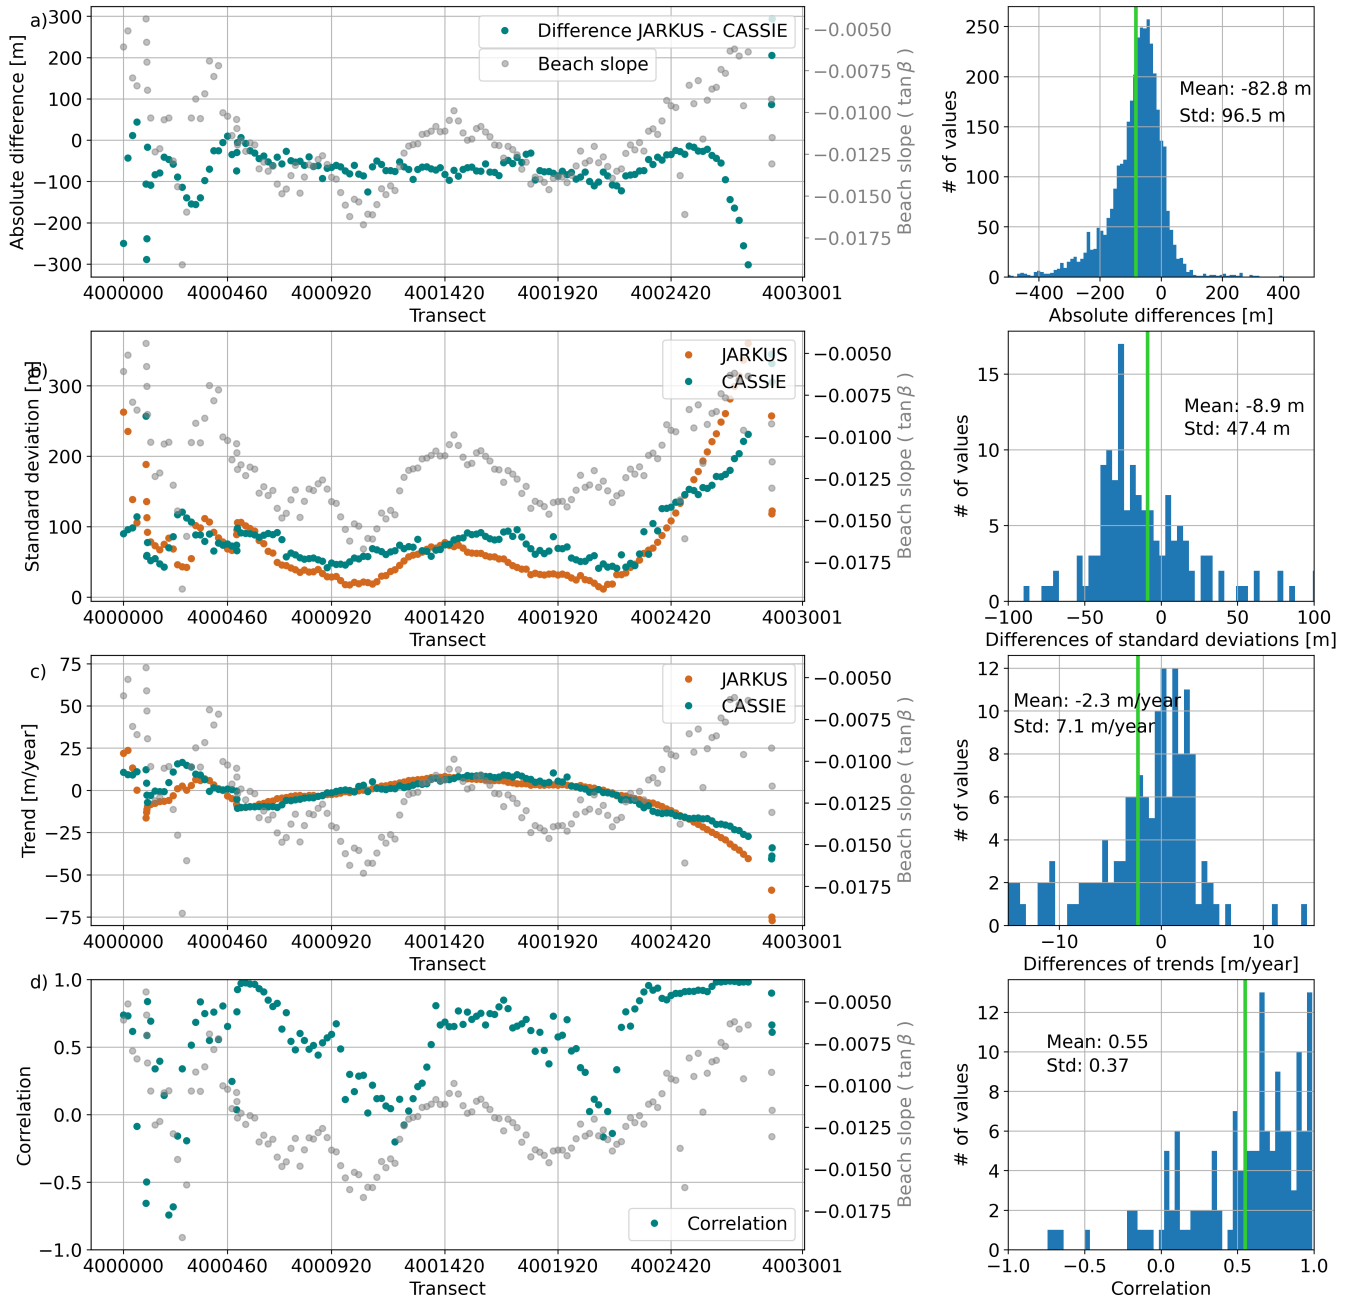 a)
300
200
100
0
−100
−200
−300
Absolute difference [m]
Difference JARKUS - CASSIE
Beach slope
−0.0050
−0.0075
−0.0100
−0.0125
−0.0150
−0.0175
Beach slope ( tanβ )
4000000 4000460 4000920 4001420 4001920 4002420 4003001
Transect
250
200
150
100
50
0
# of values
Mean: -82.8 m
Std: 96.5 m
−400 −200 0 200 400
Absolute differences [m]
b)
300
200
100
0
Standard deviation [m]
JARKUS
CASSIE
−0.0050
−0.0075
−0.0100
−0.0125
−0.0150
−0.0175
Beach slope ( tanβ )
4000000 4000460 4000920 4001420 4001920 4002420 4003001
Transect
15
10
5
0
# of values
Mean: -8.9 m
Std: 47.4 m
−100 −50 0 50 100
Differences of standard deviations [m]
c)
75
50
25
0
−25
−50
−75
Trend [m/year]
JARKUS
CASSIE
−0.0050
−0.0075
−0.0100
−0.0125
−0.0150
−0.0175
Beach slope ( tanβ )
4000000 4000460 4000920 4001420 4001920 4002420 4003001
Transect
12
10
8
6
4
2
0
# of values
Mean: -2.3 m/year
Std: 7.1 m/year
−10 0 10
Differences of trends [m/year]
d)
1.0
0.5
0.0
−0.5
−1.0
Correlation
Correlation
−0.0050
−0.0075
−0.0100
−0.0125
−0.0150
−0.0175
Beach slope ( tanβ )
4000000 4000460 4000920 4001420 4001920 4002420 4003001
Transect
12
10
8
6
4
2
0
# of values
Mean: 0.55
Std: 0.37
−1.0 −0.5 0.0 0.5 1.0
Correlation